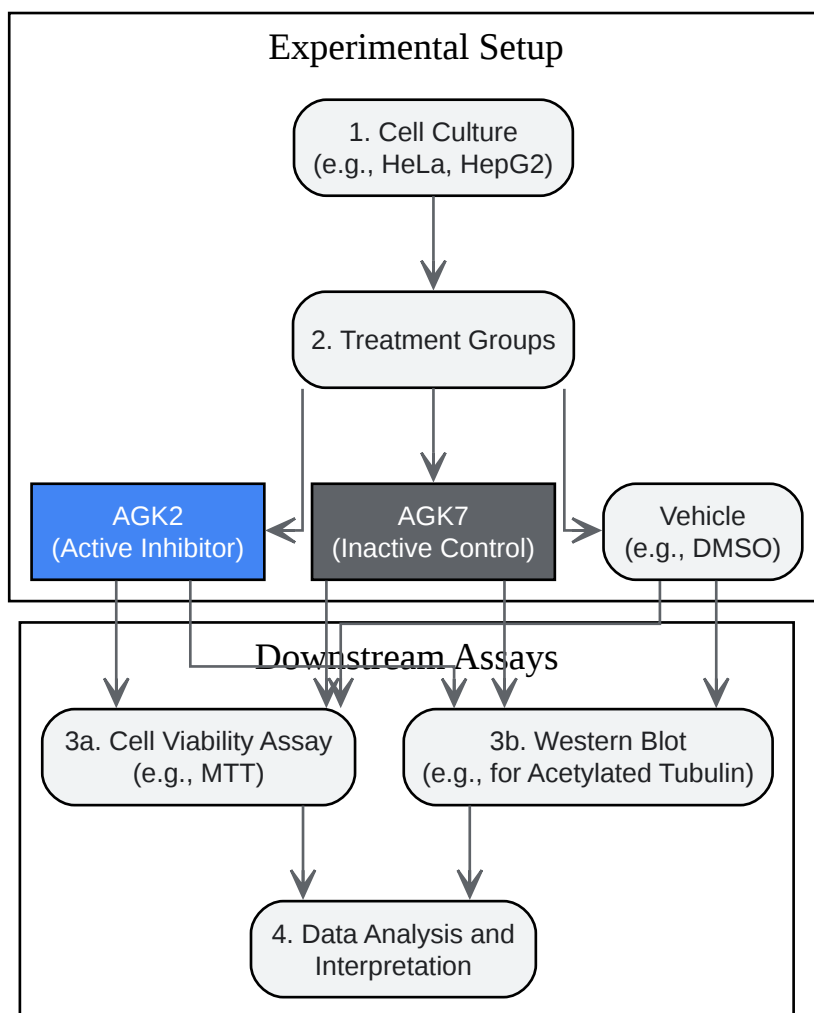 Experimental Setup
1. Cell Culture
(e.g., HeLa, HepG2)
2. Treatment Groups
AGK2
(Active Inhibitor)
AGK7
(Inactive Control)
Vehicle
(e.g., DMSO)
Downstream Assays
3a. Cell Viability Assay
(e.g., MTT)
3b. Western Blot
(e.g., for Acetylated Tubulin)
4. Data Analysis and
Interpretation